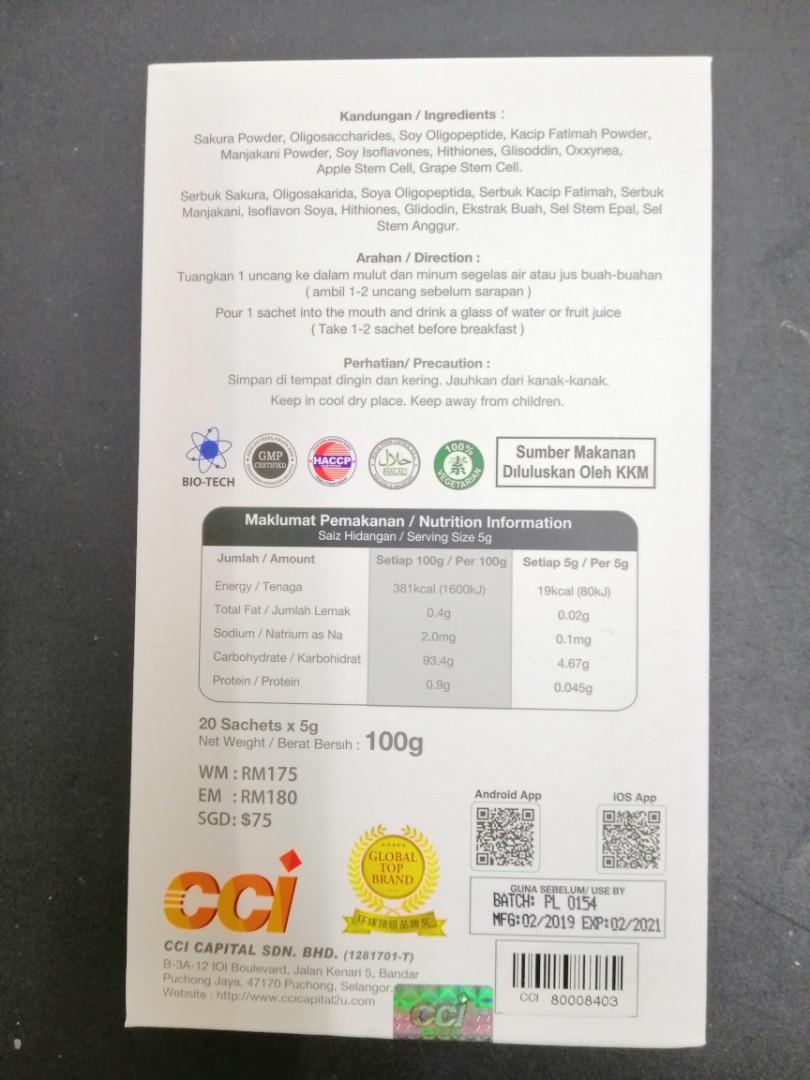 Kandungan / Ingredients :
Sakura Powder, Oligosaccharides, Soy Oligopeptide, Kacip Fatimah Powder,
Manjakani Powder, Soy Isoflavones, Hithiones, Glisoddin, Oxxynea,
Apple Stem Cell, Grape Stem Cell.
Serbuk Sakura, Oligosakarida, Soya Oligopeptida, Serbuk Kacip Fatimah, Serbuk
Manjakani, Isoflavon Soya, Hithiones, Glidodin, Ekstrak Buah, Sel Stem Epal, Sel
Stem Anggur.
Arahan / Direction :
Tuangkan 1 uncang ke dalam mulut dan minum segelas air atau jus buah-buahan
( ambil 1-2 uncang sebelum sarapan )
Pour 1 sachet into the mouth and drink a glass of water or fruit juice
( Take 1-2 sachet before breakfast )
Perhatian/ Precaution :
Simpan di tempat dingin dan kering. Jauhkan dari kanak-kanak.
Keep in cool dry place. Keep away from children.
BIO-TECH
GMP
CERTIFIED
HACCP
حلال
HALAL
100%
素
VEGETARIAN
Sumber Makanan
Diluluskan Oleh KKM
Maklumat Pemakanan / Nutrition Information
Saiz Hidangan / Serving Size 5g
Jumlah / Amount Setiap 100g / Per 100g Setiap 5g / Per 5g
Energy / Tenaga 381kcal (1600kJ) 19kcal (80kJ)
Total Fat / Jumlah Lemak 0.4g 0.02g
Sodium / Natrium as Na 2.0mg 0.1mg
Carbohydrate / Karbohidrat 93.4g 4.67g
Protein / Protein 0.9g 0.045g
20 Sachets x 5g
Net Weight / Berat Bersih : 100g
WM : RM175
EM : RM180
SGD: $75
Android App
iOS App
GLOBAL
TOP
BRAND
环球顶级品牌奖
GUNA SEBELUM/ USE BY
BATCH: PL 0154
MFG:02/2019 EXP:02/2021
cci
CCI CAPITAL SDN. BHD. (1281701-T)
B-3A-12 IOI Boulevard, Jalan Kenari 5, Bandar
Puchong Jaya, 47170 Puchong, Selangor.
Website : http://www.ccicapital2u.com
CCI
CCI 80008403